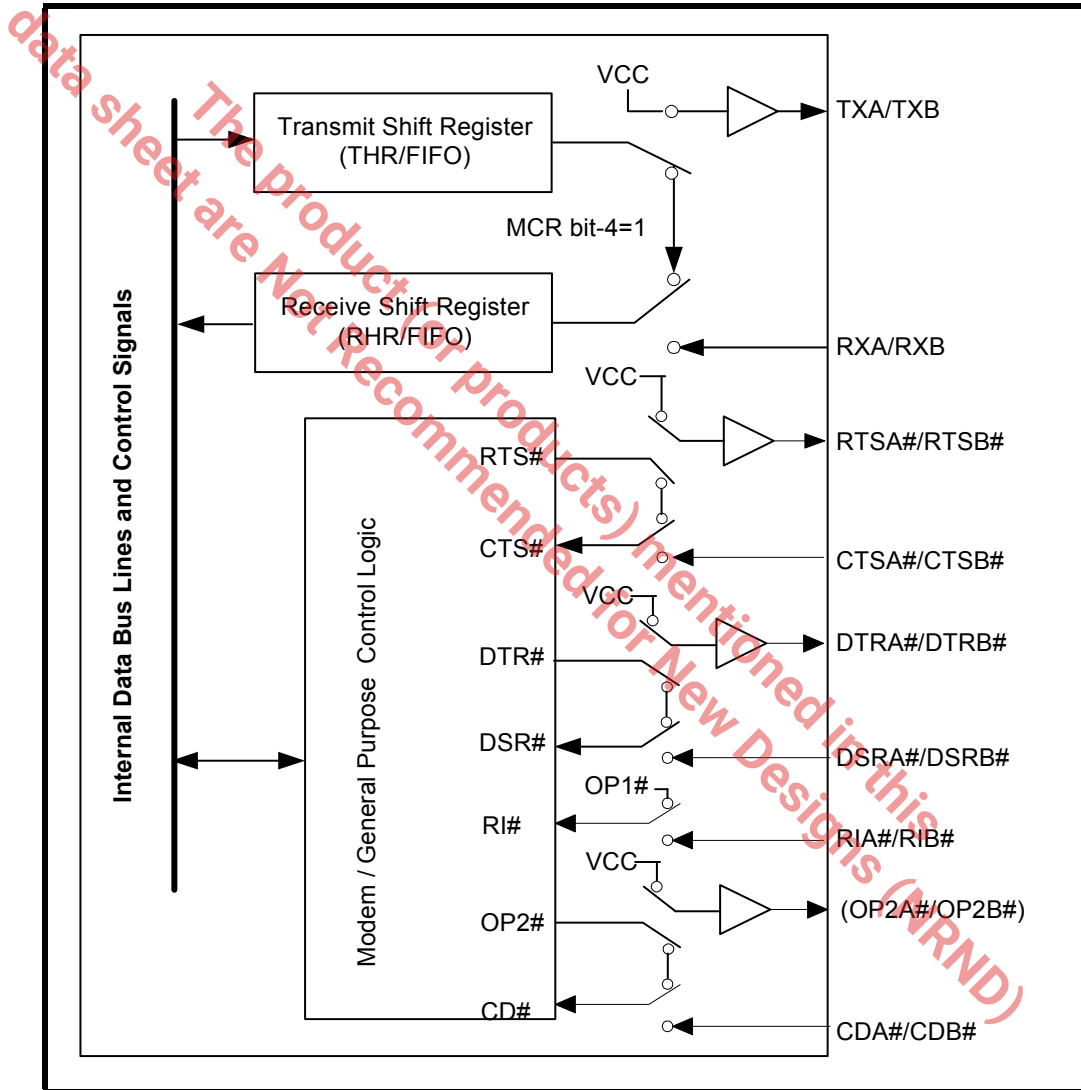 VCC
TXA/TXB
Transmit Shift Register
(THR/FIFO)
MCR bit-4=1
Receive Shift Register
(RHR/FIFO)
RXA/RXB
VCC
RTSA#/RTSB#
RTS#
CTS#
CTSA#/CTSB#
VCC
DTRA#/DTRB#
DTR#
DSR#
DSRA#/DSRB#
OP1#
RI#
RIA#/RIB#
VCC
(OP2A#/OP2B#)
OP2#
CD#
CDA#/CDB#
Internal Data Bus Lines and Control Signals
Modem / General Purpose Control Logic
The product (or products) mentioned in this
data sheet are Not Recommended for New Designs (NRND)